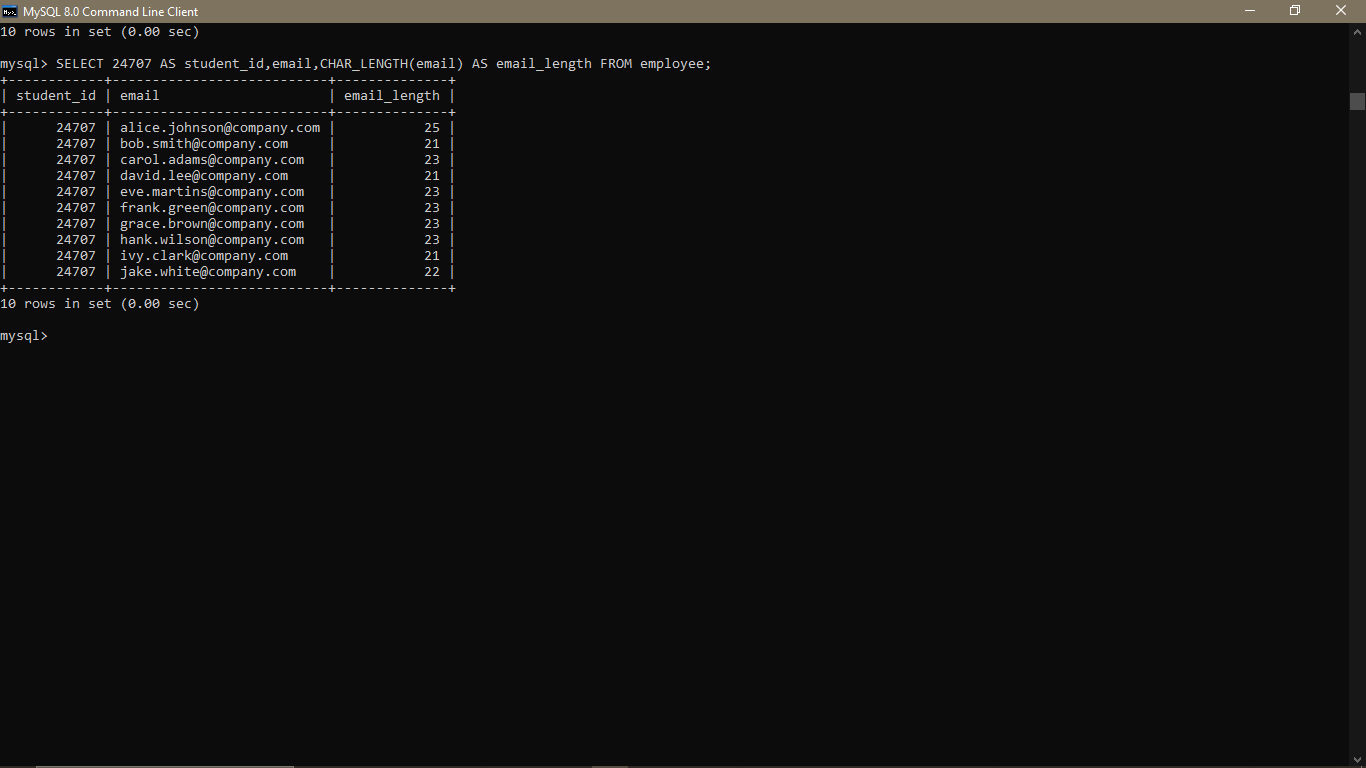 MySQL 8.0 Command Line Client
10 rows in set (0.00 sec)
mysql> SELECT 24707 AS student_id,email,CHAR_LENGTH(email) AS email_length FROM employee;
+------------+---------------------------+--------------+
| student_id | email                     | email_length |
+------------+---------------------------+--------------+
|      24707 | alice.johnson@company.com |           25 |
|      24707 | bob.smith@company.com     |           21 |
|      24707 | carol.adams@company.com   |           23 |
|      24707 | david.lee@company.com     |           21 |
|      24707 | eve.martins@company.com   |           23 |
|      24707 | frank.green@company.com   |           23 |
|      24707 | grace.brown@company.com   |           23 |
|      24707 | hank.wilson@company.com   |           23 |
|      24707 | ivy.clark@company.com     |           21 |
|      24707 | jake.white@company.com    |           22 |
+------------+---------------------------+--------------+
10 rows in set (0.00 sec)
mysql>